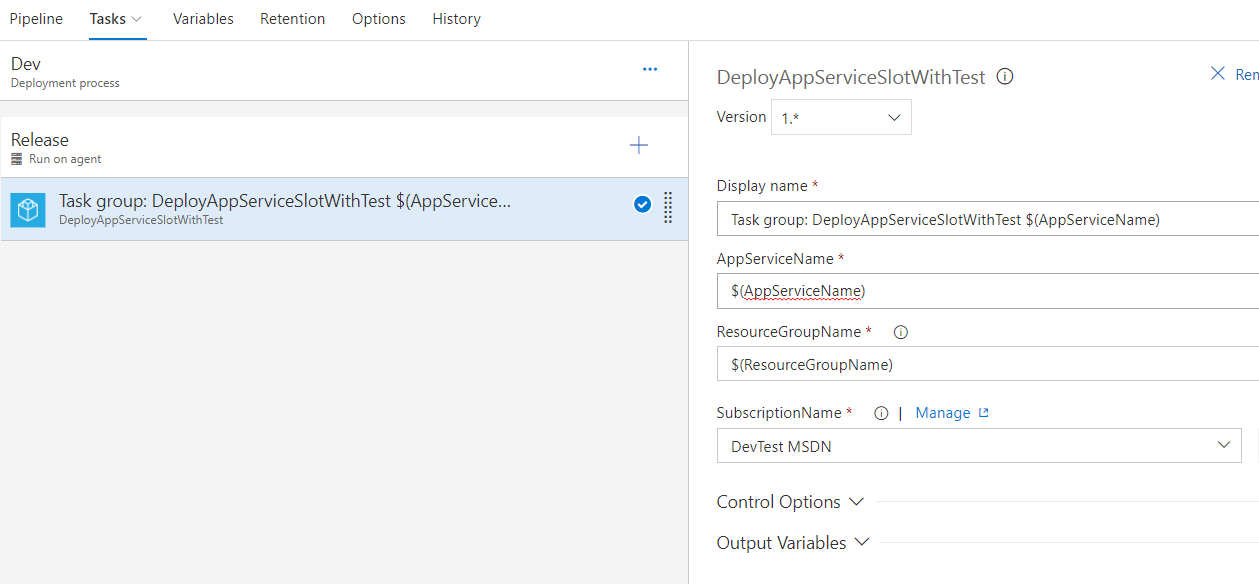 Pipeline Tasks Variables Retention Options History
Dev
Deployment process
Release
Run on agent
Task group: DeployAppServiceSlotWithTest $(AppService...
DeployAppServiceSlotWithTest
DeployAppServiceSlotWithTest
Ren
Version 1.*
Display name *
Task group: DeployAppServiceSlotWithTest $(AppServiceName)
AppServiceName *
$(AppServiceName)
ResourceGroupName *
$(ResourceGroupName)
SubscriptionName * | Manage
DevTest MSDN
Control Options
Output Variables